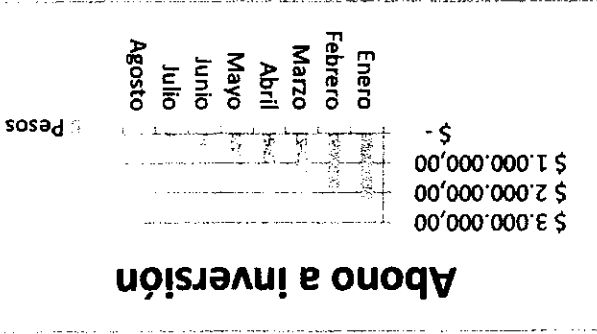 Abono a inversión
$ 3.000.000,00
$ 2.000.000,00
$ 1.000.000,00
$ -
Enero
Febrero
Marzo
Abril
Mayo
Junio
Julio
Agosto
Pesos